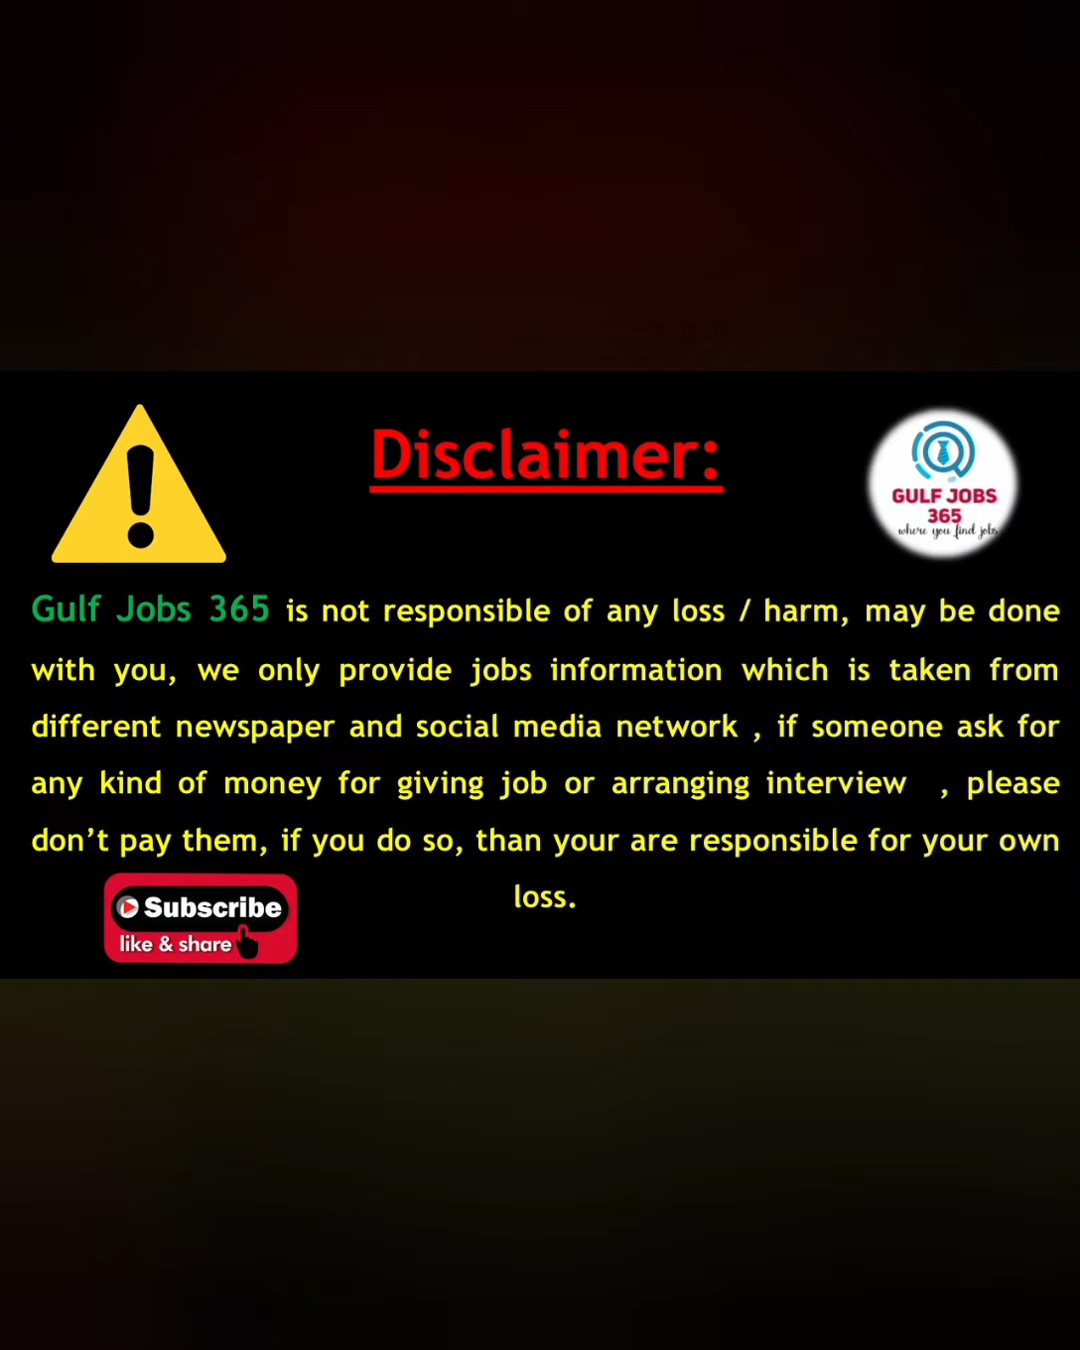 Disclaimer:
GULF JOBS
365
where you find jobs
Gulf Jobs 365 is not responsible of any loss / harm, may be done
with you, we only provide jobs information which is taken from
different newspaper and social media network , if someone ask for
any kind of money for giving job or arranging interview , please
don’t pay them, if you do so, than your are responsible for your own
loss.
Subscribe
like & share